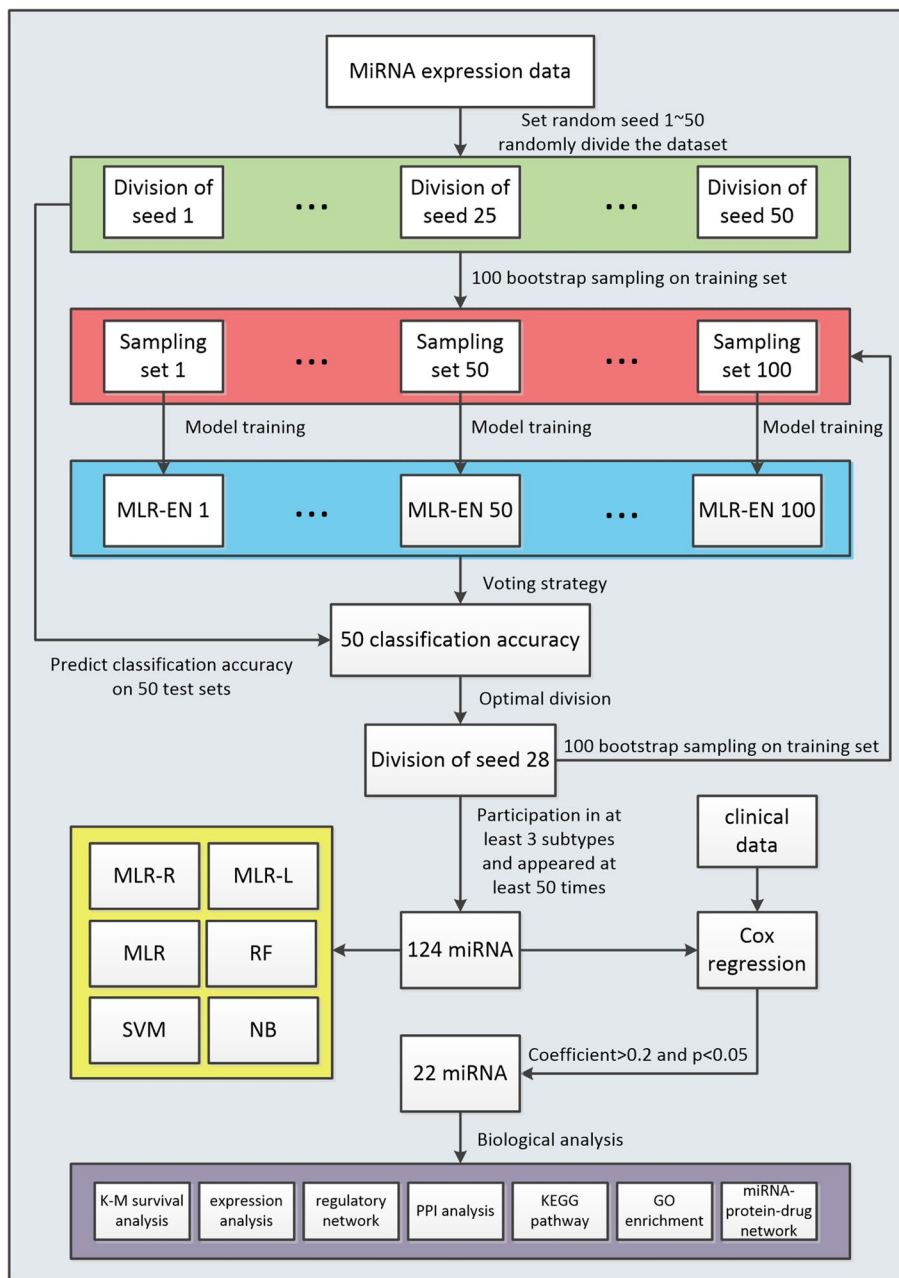 MiRNA expression data
Set random seed 1~50
randomly divide the dataset
Division of
seed 1
...
Division of
seed 25
...
Division of
seed 50
100 bootstrap sampling on training set
Sampling
set 1
...
Sampling
set 50
...
Sampling
set 100
Model training
Model training
Model training
MLR-EN 1
...
MLR-EN 50
...
MLR-EN 100
Voting strategy
50 classification accuracy
Predict classification accuracy
on 50 test sets
Optimal division
Division of seed 28
100 bootstrap sampling on training set
Participation in at
least 3 subtypes
and appeared at
least 50 times
clinical
data
MLR-R
MLR-L
MLR
RF
SVM
NB
124 miRNA
Cox
regression
Coefficient>0.2 and p<0.05
22 miRNA
Biological analysis
K-M survival
analysis
expression
analysis
regulatory
network
PPI analysis
KEGG
pathway
GO
enrichment
miRNA-
protein-drug
network